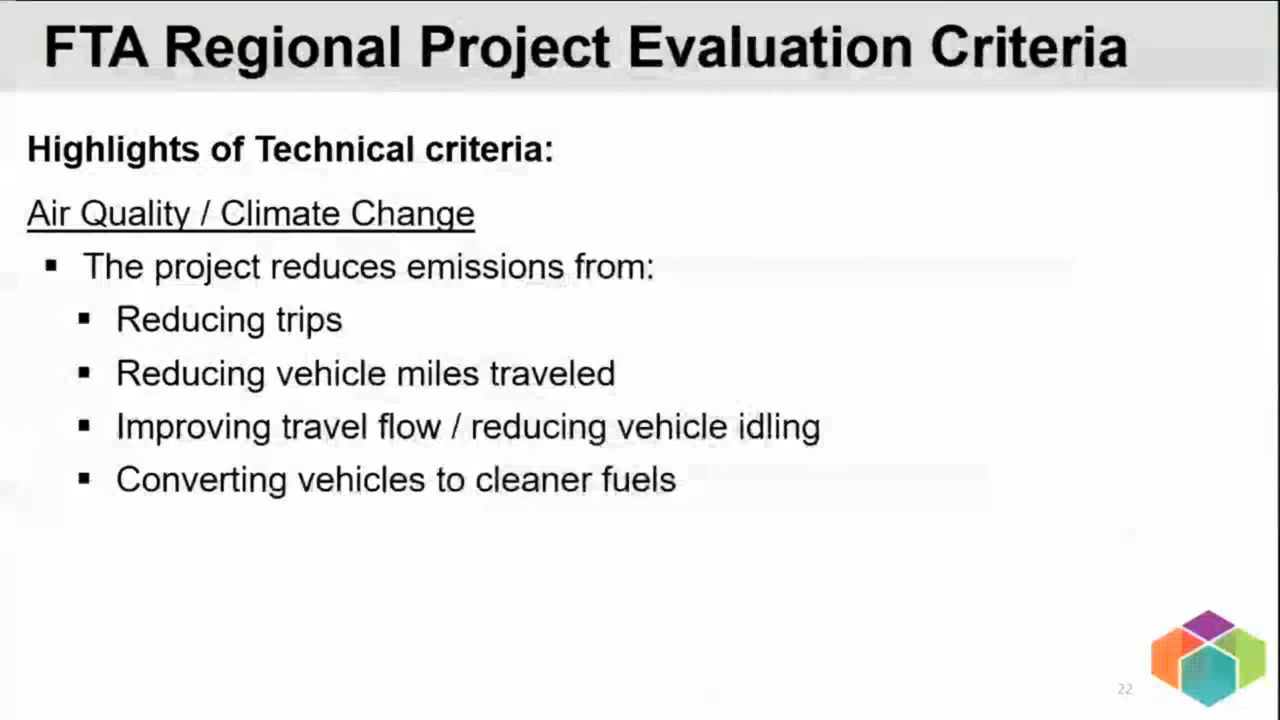 FTA Regional Project Evaluation Criteria
Highlights of Technical criteria:
Air Quality / Climate Change
▪ The project reduces emissions from:
▪ Reducing trips
▪ Reducing vehicle miles traveled
▪ Improving travel flow / reducing vehicle idling
▪ Converting vehicles to cleaner fuels
22